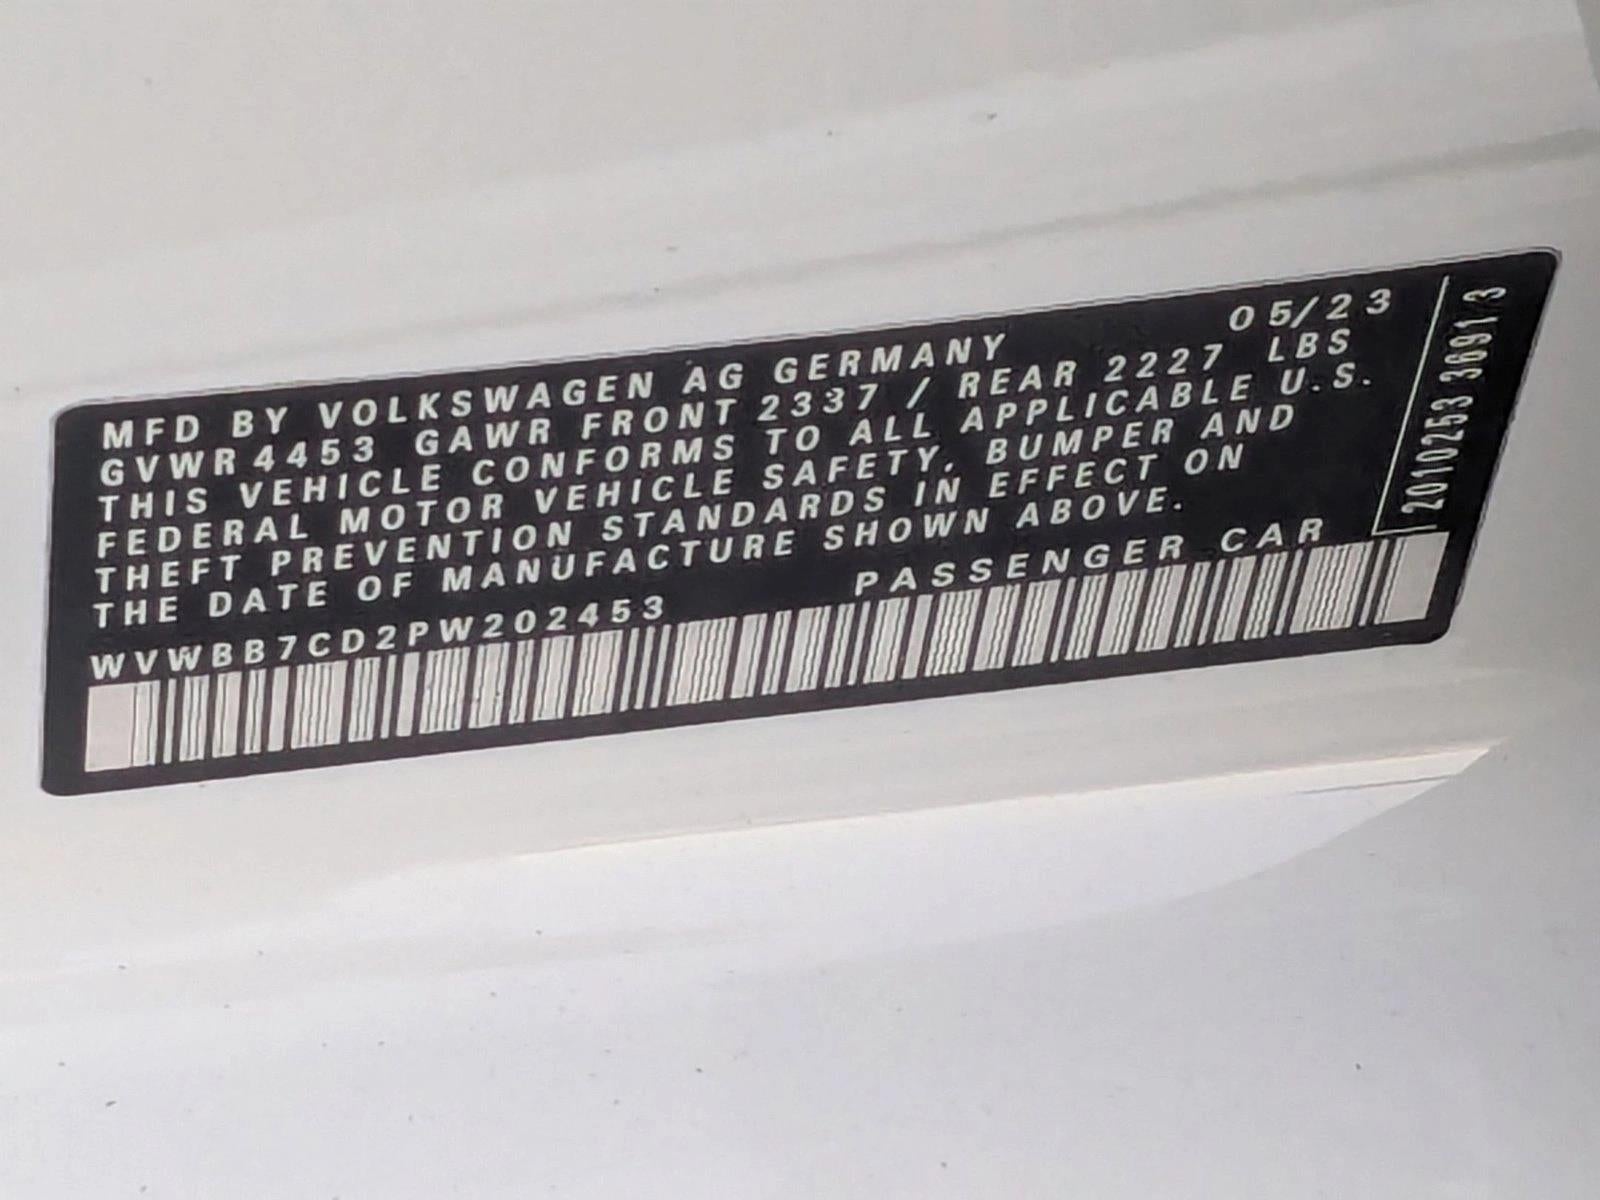 MFD BY VOLKSWAGEN AG GERMANY 05/23
GVWR 4453 GAWR FRONT 2337 / REAR 2227 LBS
THIS VEHICLE CONFORMS TO ALL APPLICABLE U.S.
FEDERAL MOTOR VEHICLE SAFETY, BUMPER AND
THEFT PREVENTION STANDARDS IN EFFECT ON
THE DATE OF MANUFACTURE SHOWN ABOVE.
WVWBB7CD2PW202453 PASSENGER CAR
2010253 36913